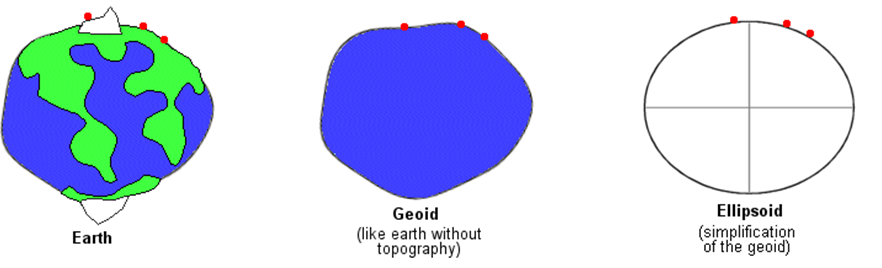 Earth
Geoid
(like earth without
topography)
Ellipsoid
(simplification
of the geoid)